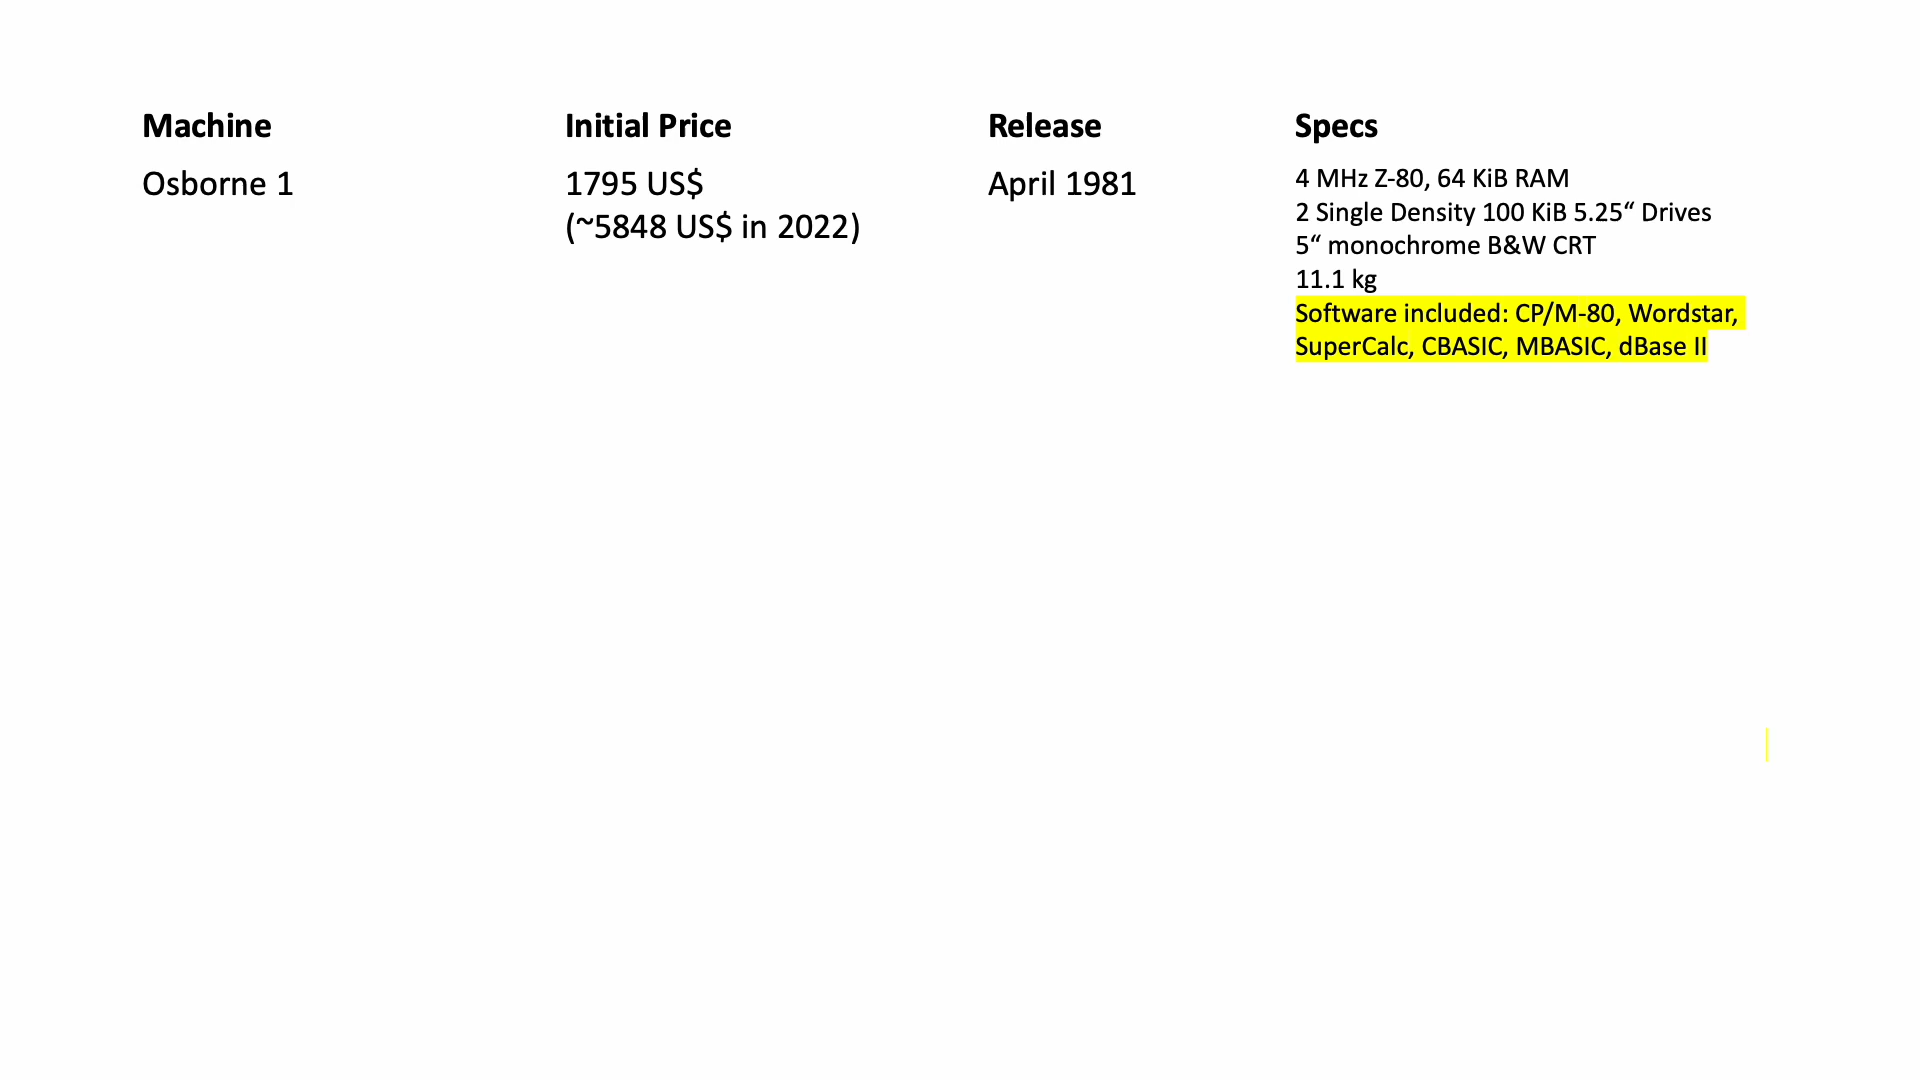 Machine
Initial Price
Release
Specs
Osborne 1
1795 US$
(~5848 US$ in 2022)
April 1981
4 MHz Z-80, 64 KiB RAM
2 Single Density 100 KiB 5.25“ Drives
5“ monochrome B&W CRT
11.1 kg
Software included: CP/M-80, Wordstar,
SuperCalc, CBASIC, MBASIC, dBase II